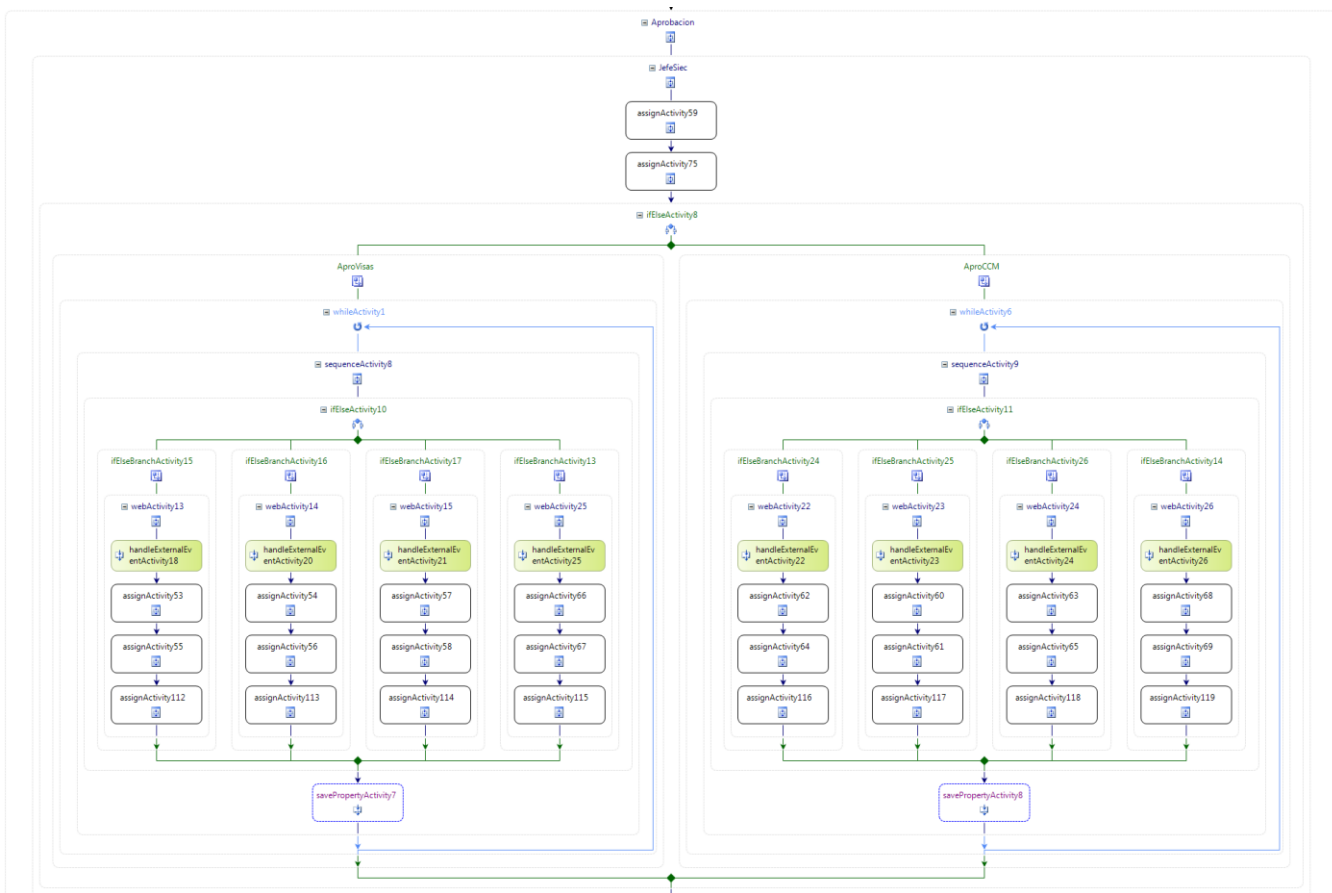 Aprobacion
JefeSiec
assignActivity59
assignActivity75
ifElseActivity8
AproVisas
AproCCM
whileActivity1
whileActivity6
sequenceActivity8
sequenceActivity9
ifElseActivity10
ifElseActivity11
ifElseBranchActivity15
ifElseBranchActivity16
ifElseBranchActivity17
ifElseBranchActivity13
ifElseBranchActivity24
ifElseBranchActivity25
ifElseBranchActivity26
ifElseBranchActivity14
webActivity13
webActivity14
webActivity15
webActivity25
webActivity22
webActivity23
webActivity24
webActivity26
handleExternalEv
entActivity18
handleExternalEv
entActivity20
handleExternalEv
entActivity21
handleExternalEv
entActivity25
handleExternalEv
entActivity22
handleExternalEv
entActivity23
handleExternalEv
entActivity24
handleExternalEv
entActivity26
assignActivity53
assignActivity54
assignActivity57
assignActivity66
assignActivity62
assignActivity60
assignActivity63
assignActivity68
assignActivity55
assignActivity56
assignActivity58
assignActivity67
assignActivity64
assignActivity61
assignActivity65
assignActivity69
assignActivity112
assignActivity113
assignActivity114
assignActivity115
assignActivity116
assignActivity117
assignActivity118
assignActivity119
savePropertyActivity7
savePropertyActivity8